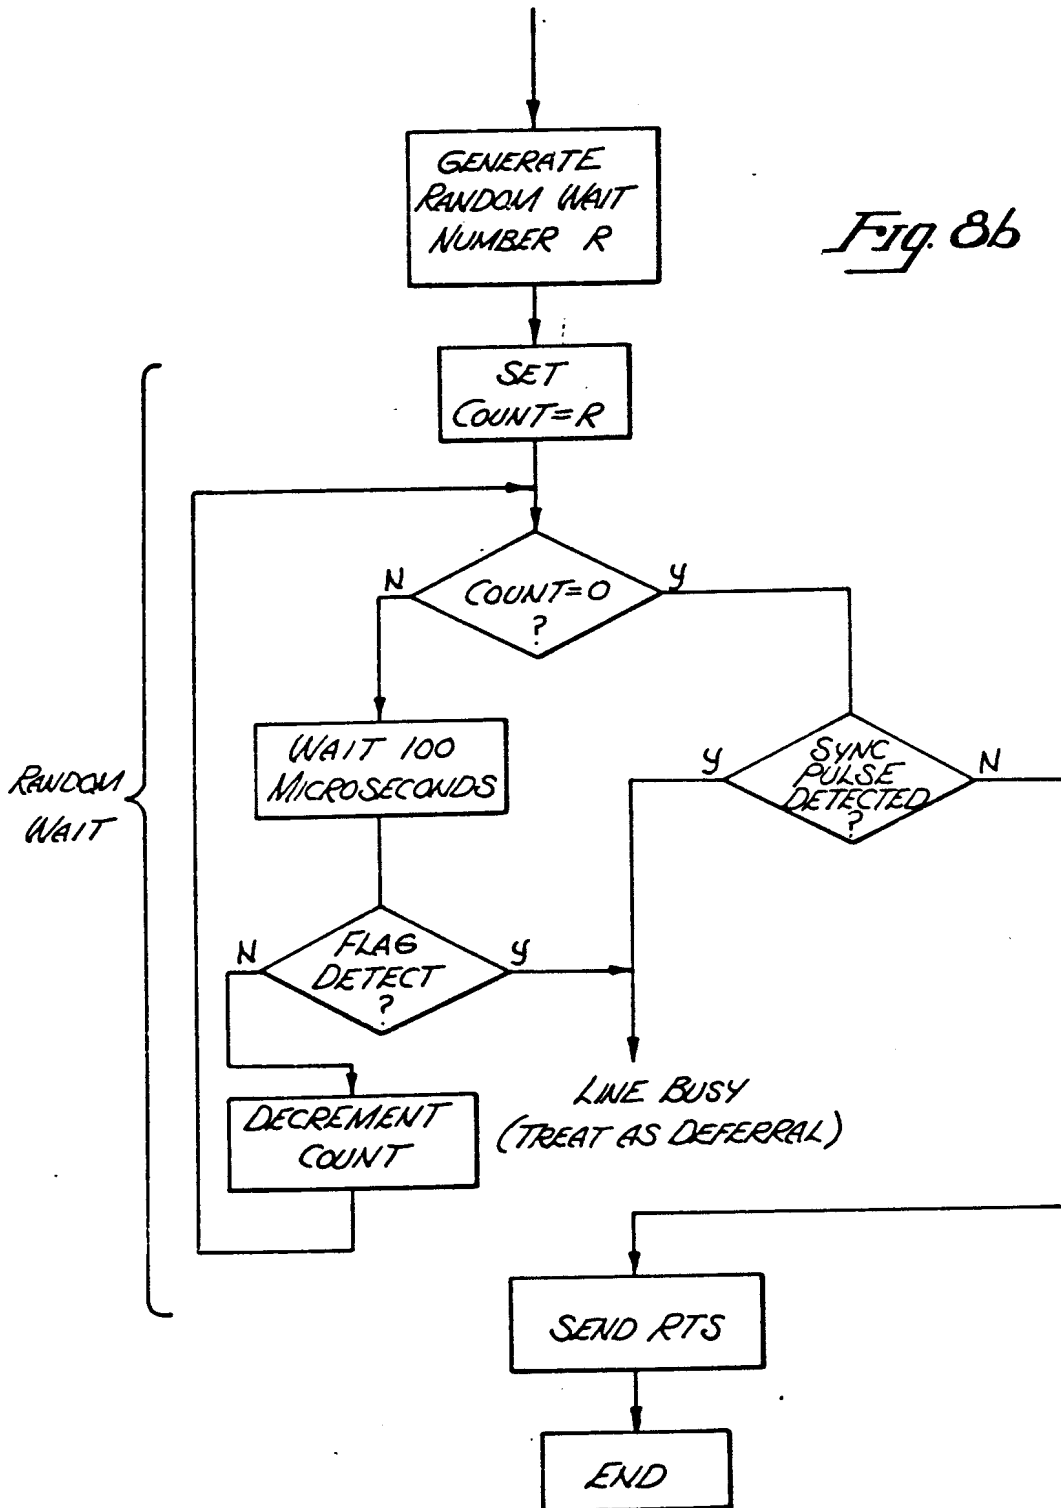 GENERATE
RANDOM WAIT
NUMBER R
Fig. 8b
SET
COUNT=R
N
COUNT=0
?
Y
WAIT 100
MICROSECONDS
RANDOM
WAIT
Y
SYNC
PULSE
DETECTED
?
N
N
FLAG
DETECT
?
Y
DECREMENT
COUNT
LINE BUSY
(TREAT AS DEFERRAL)
SEND RTS
END